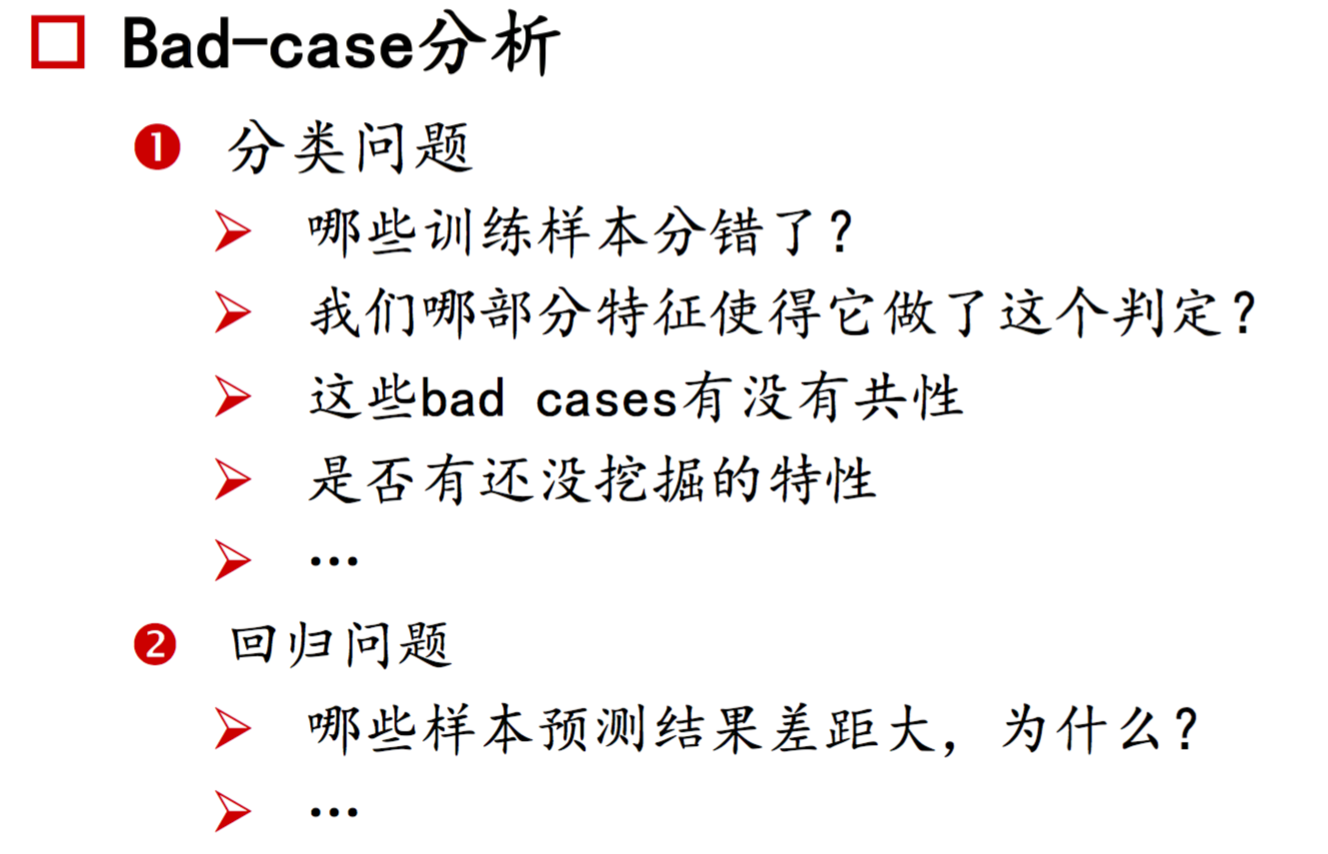 Bad-case分析
❶ 分类问题
➢ 哪些训练样本分错了?
➢ 我们哪部分特征使得它做了这个判定?
➢ 这些bad cases有没有共性
➢ 是否有还没挖掘的特性
➢ …
❷ 回归问题
➢ 哪些样本预测结果差距大，为什么?
➢ …